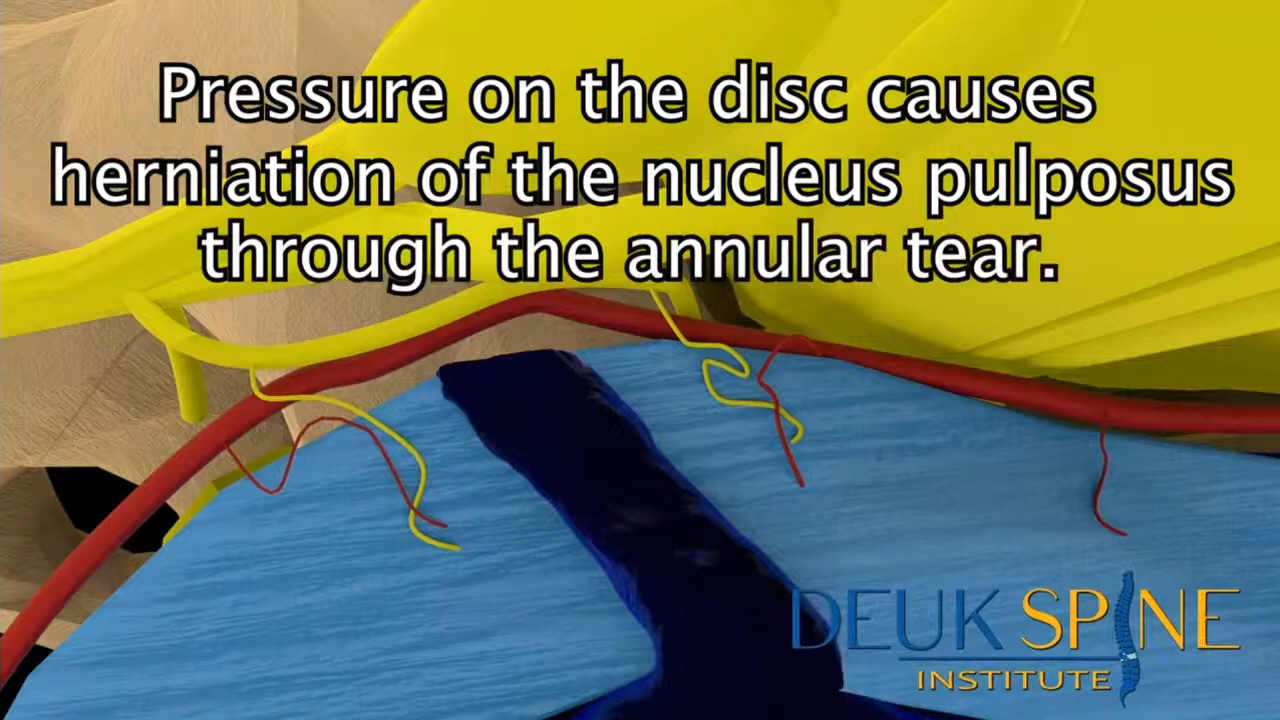 Pressure on the disc causes
herniation of the nucleus pulposus
through the annular tear.
DEUK SPINE
INSTITUTE